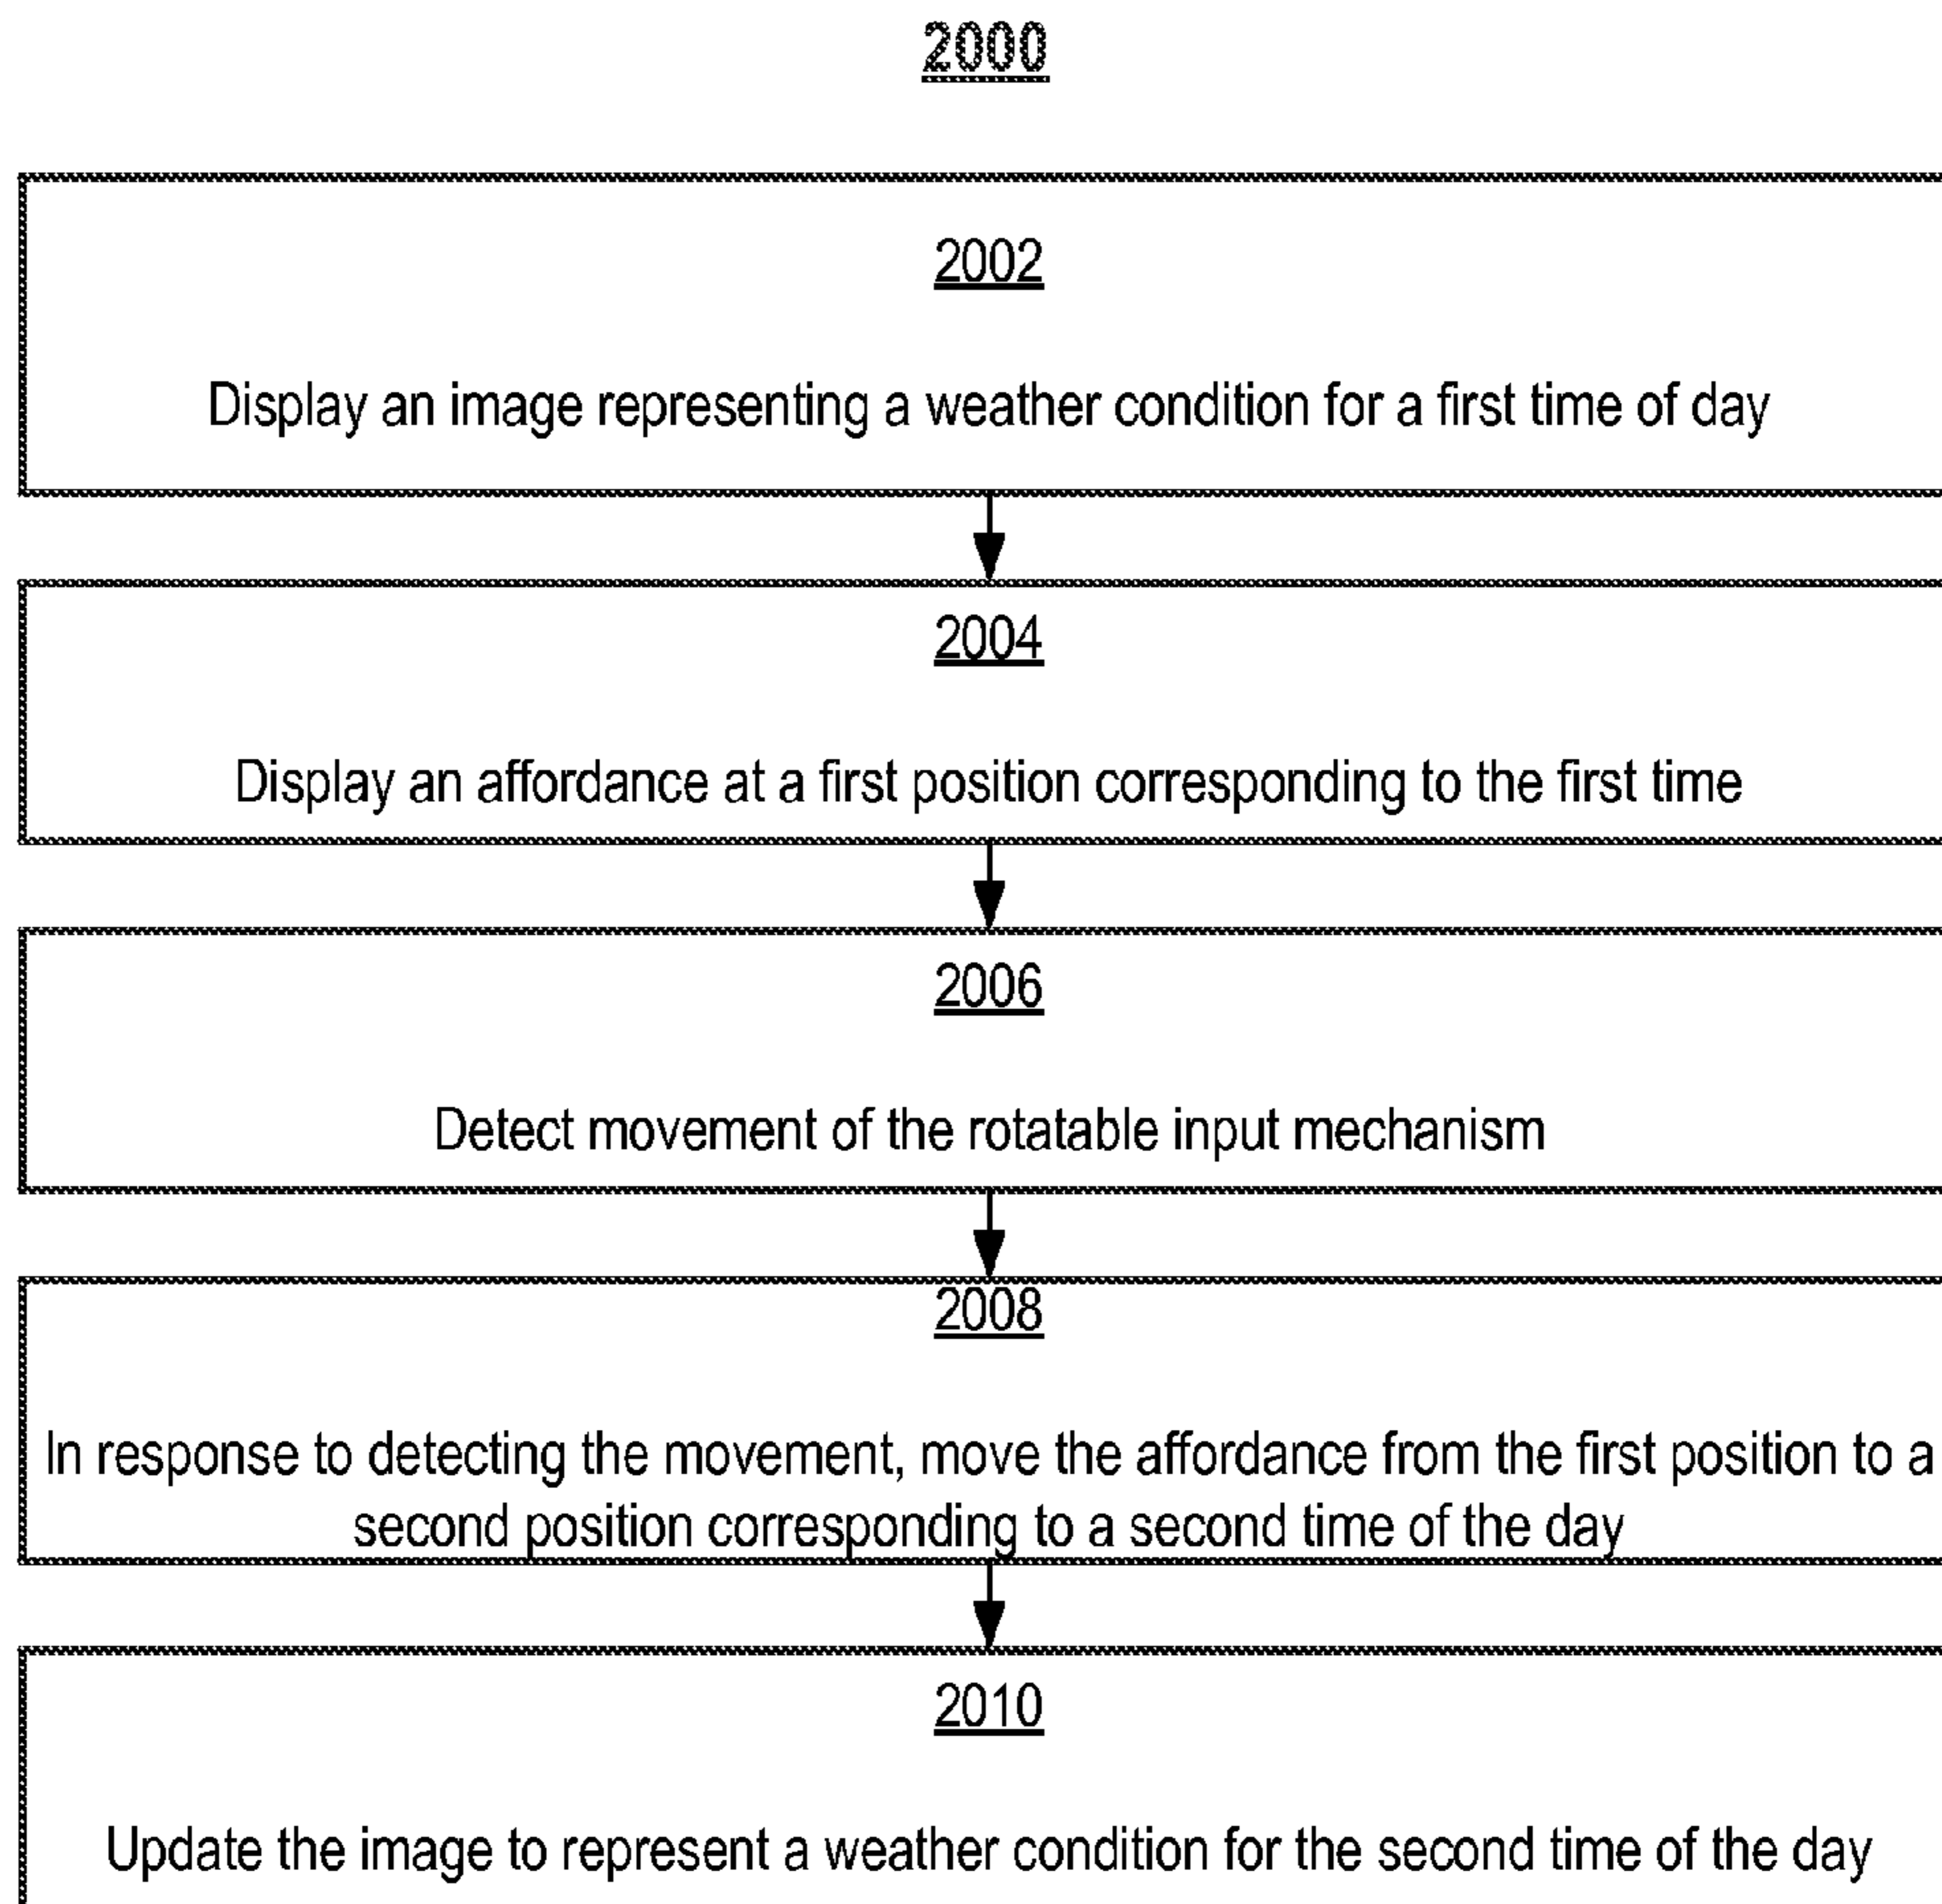 2000
2002
Display an image representing a weather condition for a first time of day
2004
Display an affordance at a first position corresponding to the first time
2006
Detect movement of the rotatable input mechanism
2008
In response to detecting the movement, move the affordance from the first position to a
second position corresponding to a second time of the day
2010
Update the image to represent a weather condition for the second time of the day